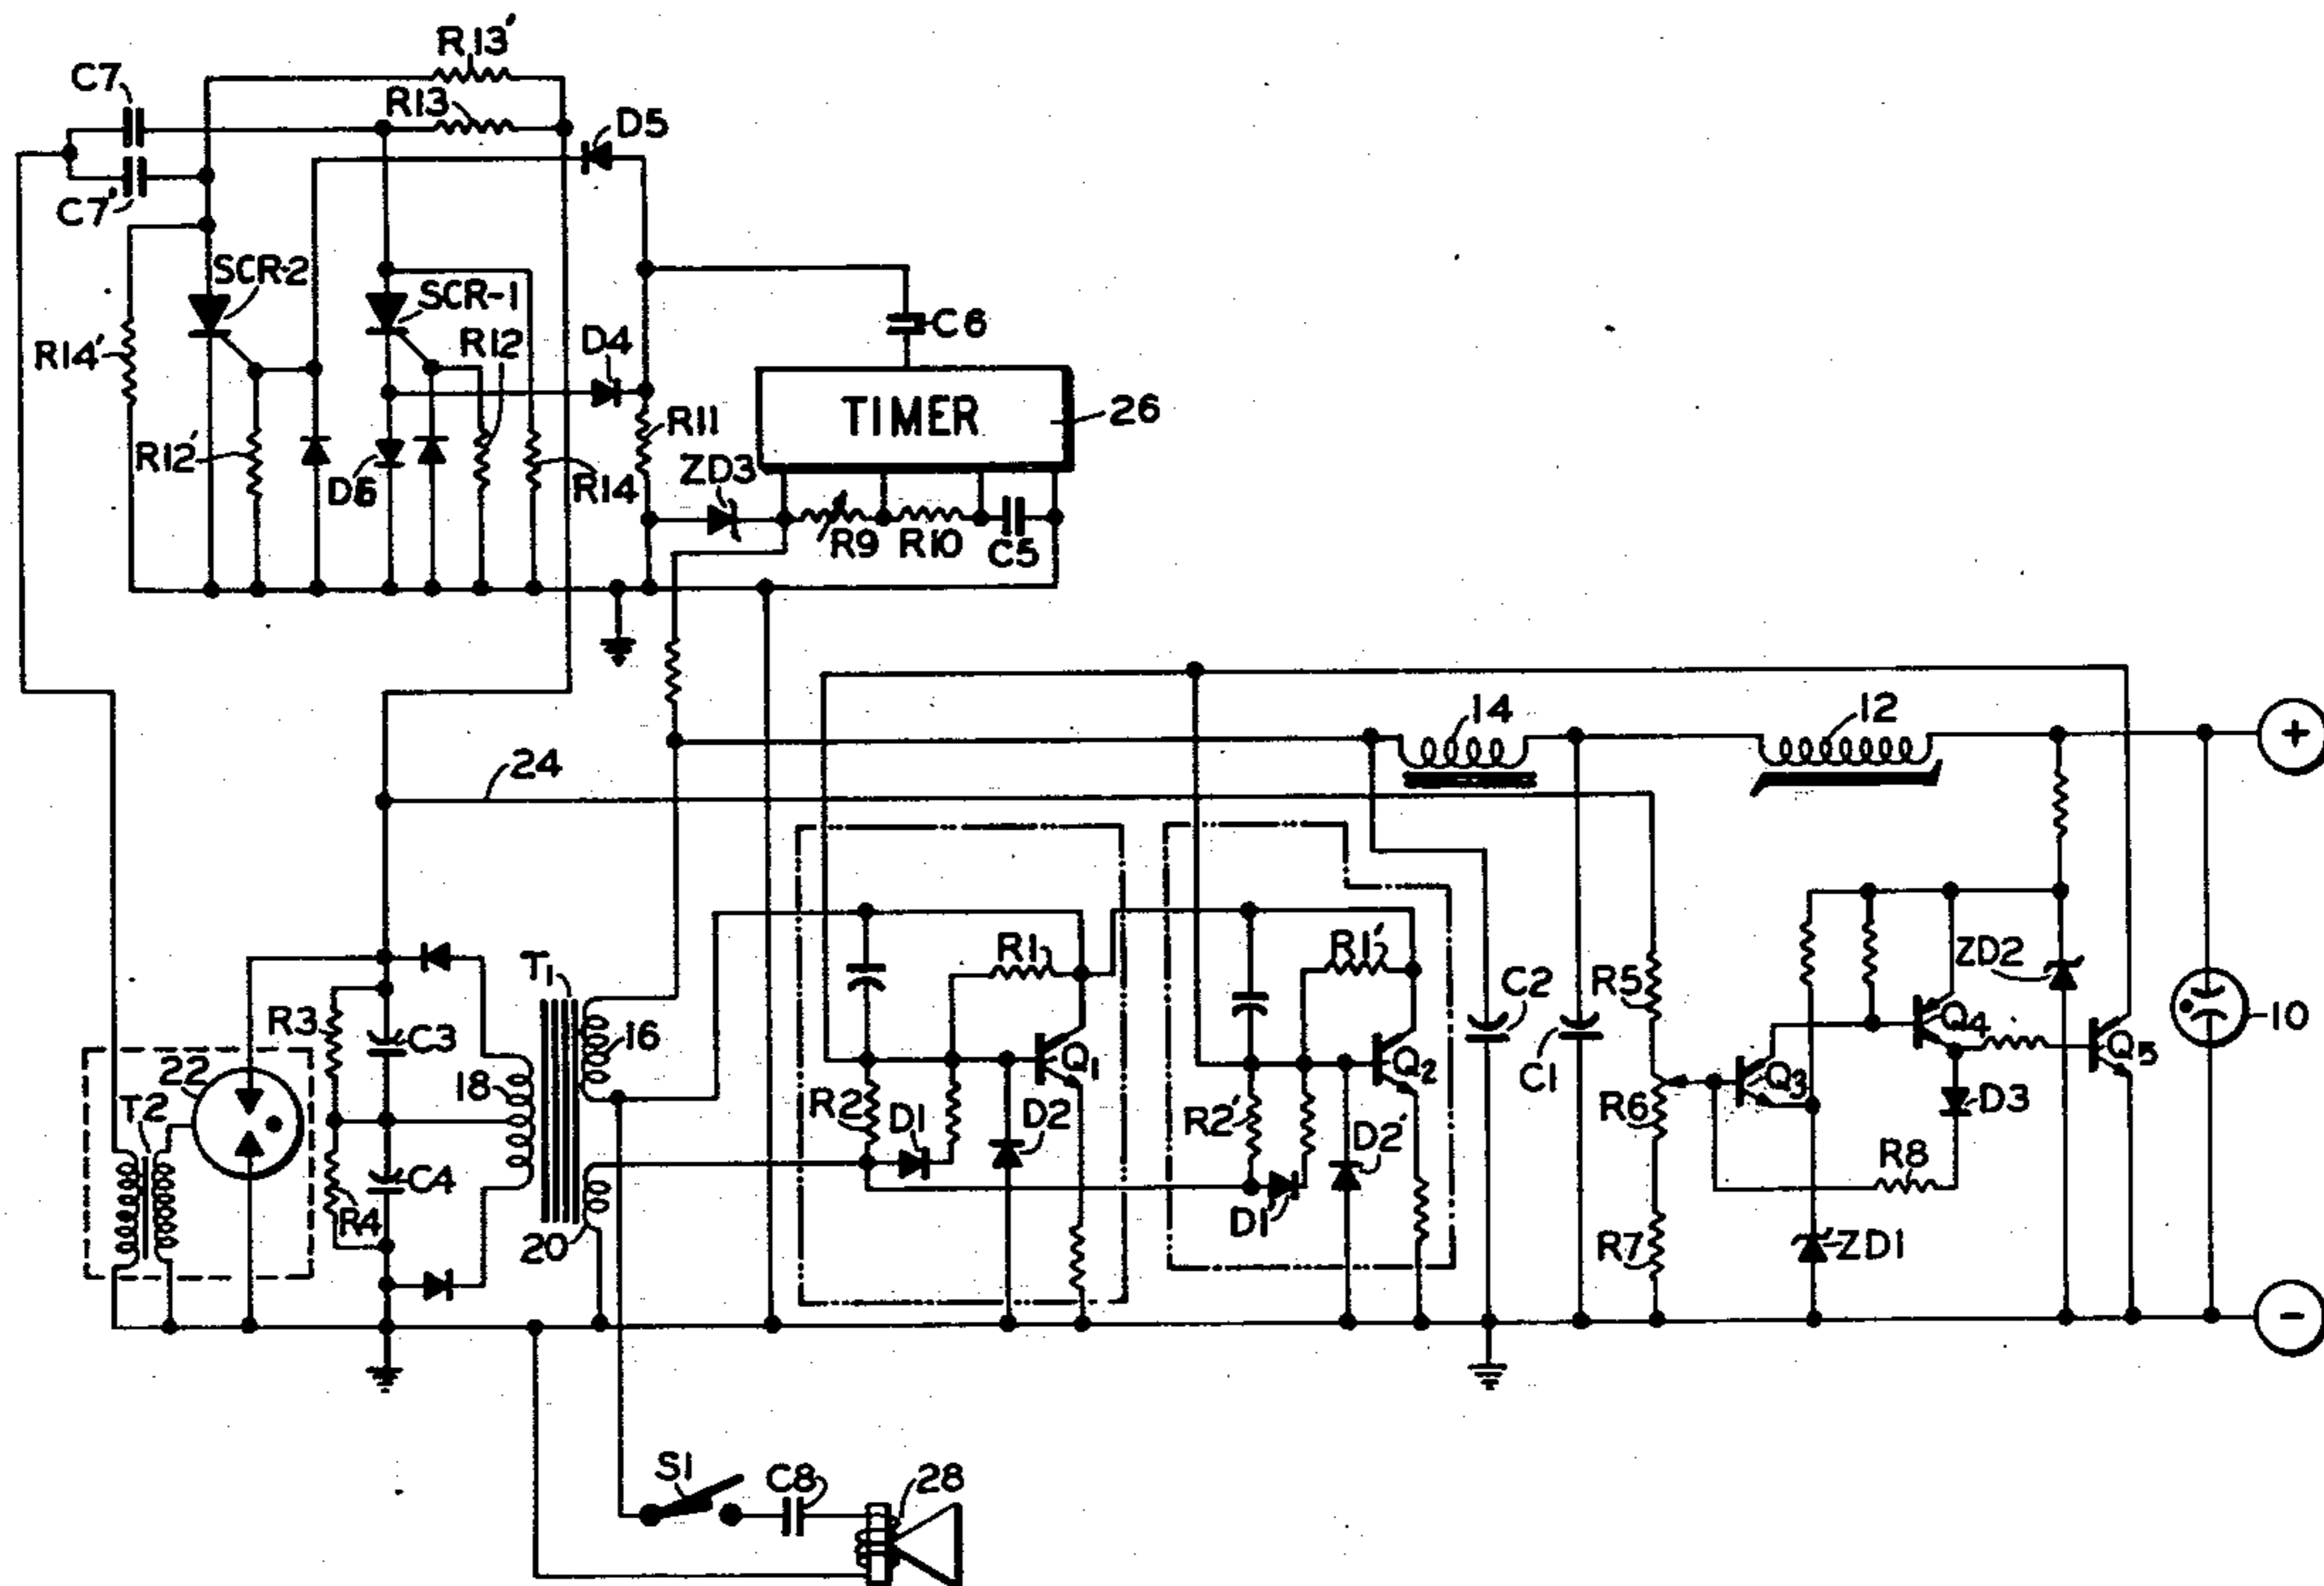 R13'
C7
R13
D5
C7'
SCR-2
SCR-1
C6
R14'
R12
D4
TIMER
26
R11
R12'
D6
R14
ZD3
R9
R10
C5
14
12
+
24
R1
R1'
ZD2
T1
C2
R5
R3
C3
16
Q1
Q2
C1
Q4
Q5
10
22
18
T2
R2
D1
D2
R2'
D2'
R6
Q3
D3
C4
R8
R4
20
D1
R7
ZD1
-
S1
C8
28